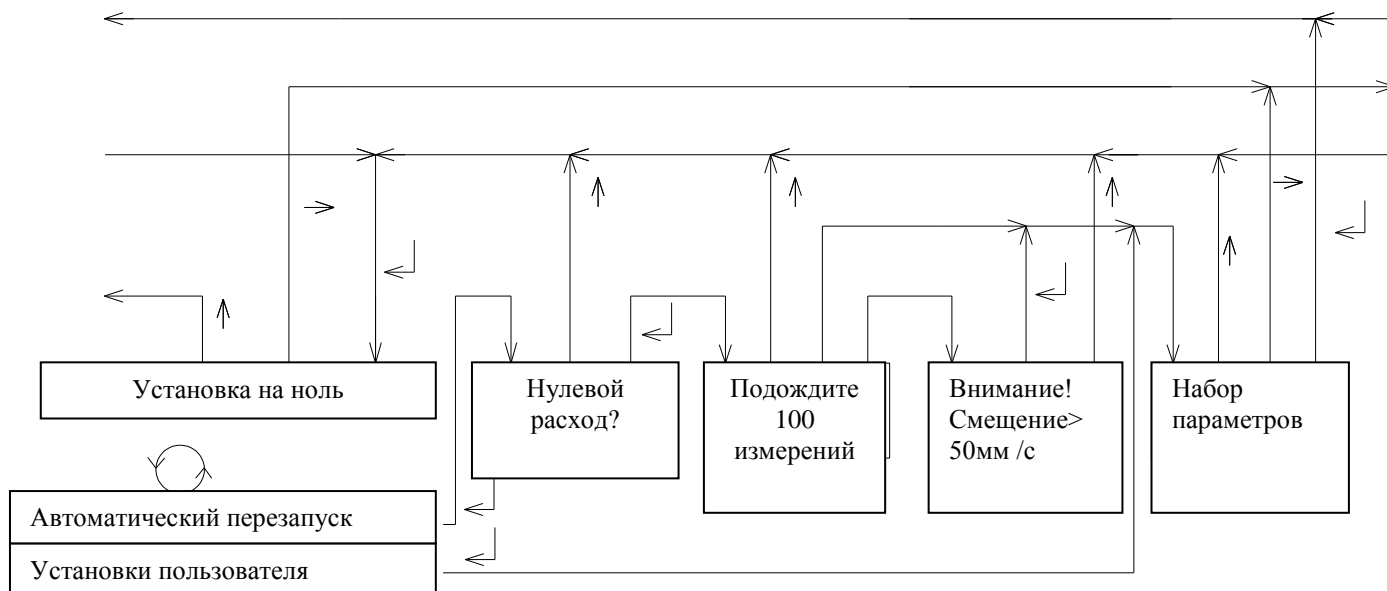 Установка на ноль
Нулевой
расход?
Подождите
100
измерений
Внимание!
Смещение>
50мм /с
Набор
параметров
Автоматический перезапуск
Установки пользователя